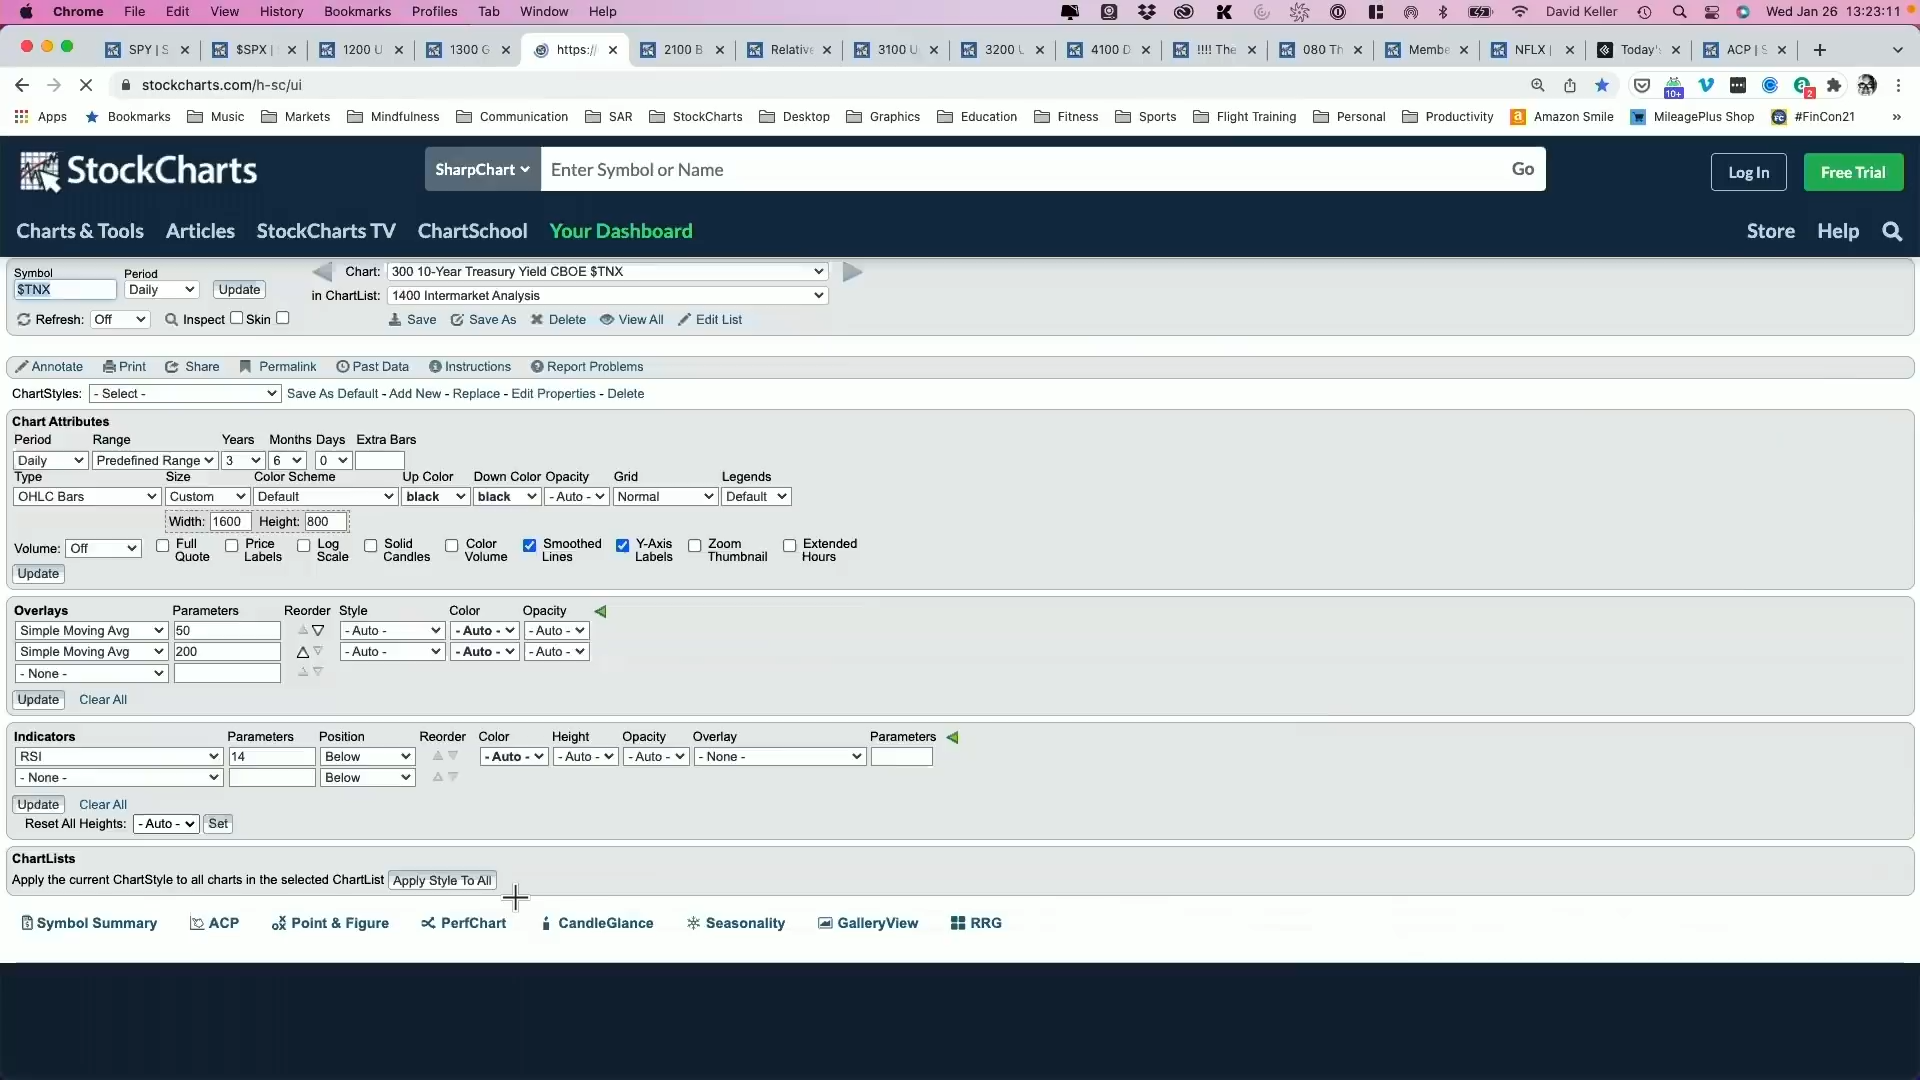 Chrome File Edit View History Bookmarks Profiles Tab Window Help David Keller Wed Jan 26 13:23:11
SPY | S $SPX | 1200 U 1300 G https:/ 2100 B Relative 3100 U 3200 U 4100 D !!!! The 080 Th Membe NFLX | Today' ACP | S
stockcharts.com/h-sc/ui 10+ 2
Apps Bookmarks Music Markets Mindfulness Communication SAR StockCharts Desktop Graphics Education Fitness Sports Flight Training Personal Productivity Amazon Smile MileagePlus Shop #FinCon21 »
StockCharts SharpChart Enter Symbol or Name Go Log In Free Trial
Charts & Tools Articles StockCharts TV ChartSchool Your Dashboard Store Help
Symbol Period Chart: 300 10-Year Treasury Yield CBOE $TNX
$TNX Daily Update in ChartList: 1400 Intermarket Analysis
Refresh: Off Inspect Skin Save Save As Delete View All Edit List
Annotate Print Share Permalink Past Data Instructions Report Problems
ChartStyles: - Select - Save As Default - Add New - Replace - Edit Properties - Delete
Chart Attributes
Period Range Years Months Days Extra Bars
Daily Predefined Range 3 6 0
Type Size Color Scheme Up Color Down Color Opacity Grid Legends
OHLC Bars Custom Default black black - Auto - Normal Default
Width: 1600 Height: 800
Volume: Off Full Quote Price Labels Log Scale Solid Candles Color Volume Smoothed Lines Y-Axis Labels Zoom Thumbnail Extended Hours
Update
Overlays Parameters Reorder Style Color Opacity
Simple Moving Avg 50 - Auto - - Auto - - Auto -
Simple Moving Avg 200 - Auto - - Auto - - Auto -
- None -
Update Clear All
Indicators Parameters Position Reorder Color Height Opacity Overlay Parameters
RSI 14 Below - Auto - - Auto - - Auto - - None -
- None - Below
Update Clear All
Reset All Heights: - Auto - Set
ChartLists
Apply the current ChartStyle to all charts in the selected ChartList Apply Style To All
Symbol Summary ACP Point & Figure PerfChart CandleGlance Seasonality GalleryView RRG